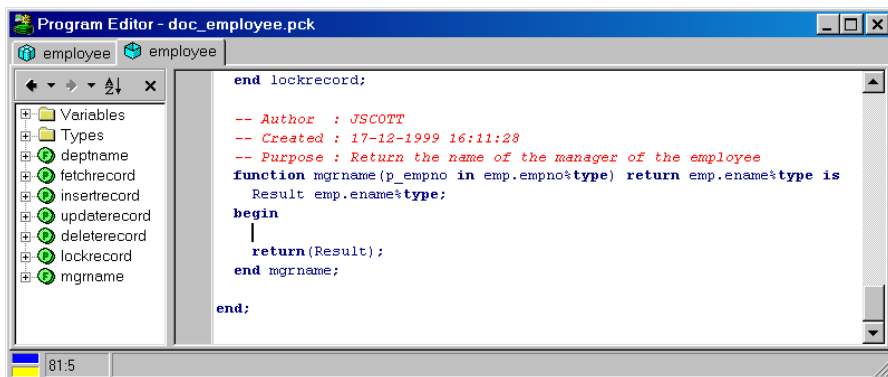 Program Editor - doc_employee.pck
employee employee
Variables
Types
deptname
fetchrecord
insertrecord
updaterecord
deleterecord
lockrecord
mgrname
end lockrecord;
-- Author  : JSCOTT
-- Created : 17-12-1999 16:11:28
-- Purpose : Return the name of the manager of the employee
function mgrname(p_empno in emp.empno%type) return emp.ename%type is
Result emp.ename%type;
begin
return(Result);
end mgrname;
end;
81:5